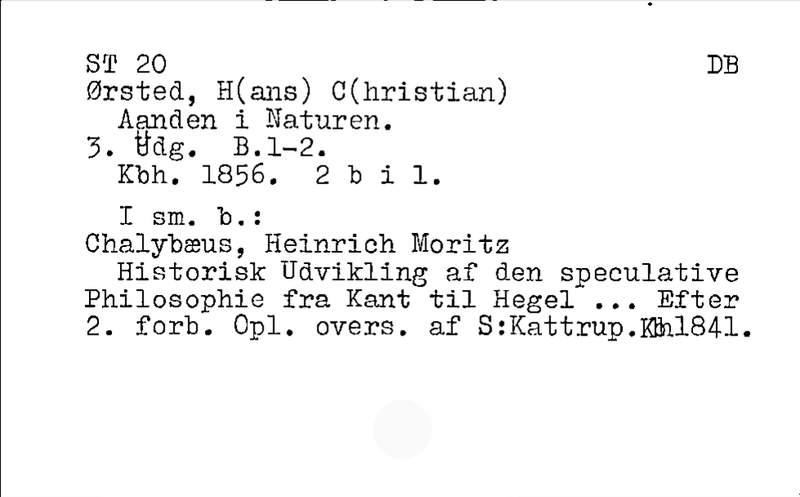 ST 20 DB
Ørsted, H(ans) C(hristian)
Aanden i Naturen.
3. Udg. B.1-2.
Kbh. 1856. 2 b i l.
I sm. b.:
Chalybæus, Heinrich Moritz
Historisk Udvikling af den speculative
Philosophie fra Kant til Hegel ... Efter
2. forb. Opl. overs. af S:Kattrup.Kbh1841.